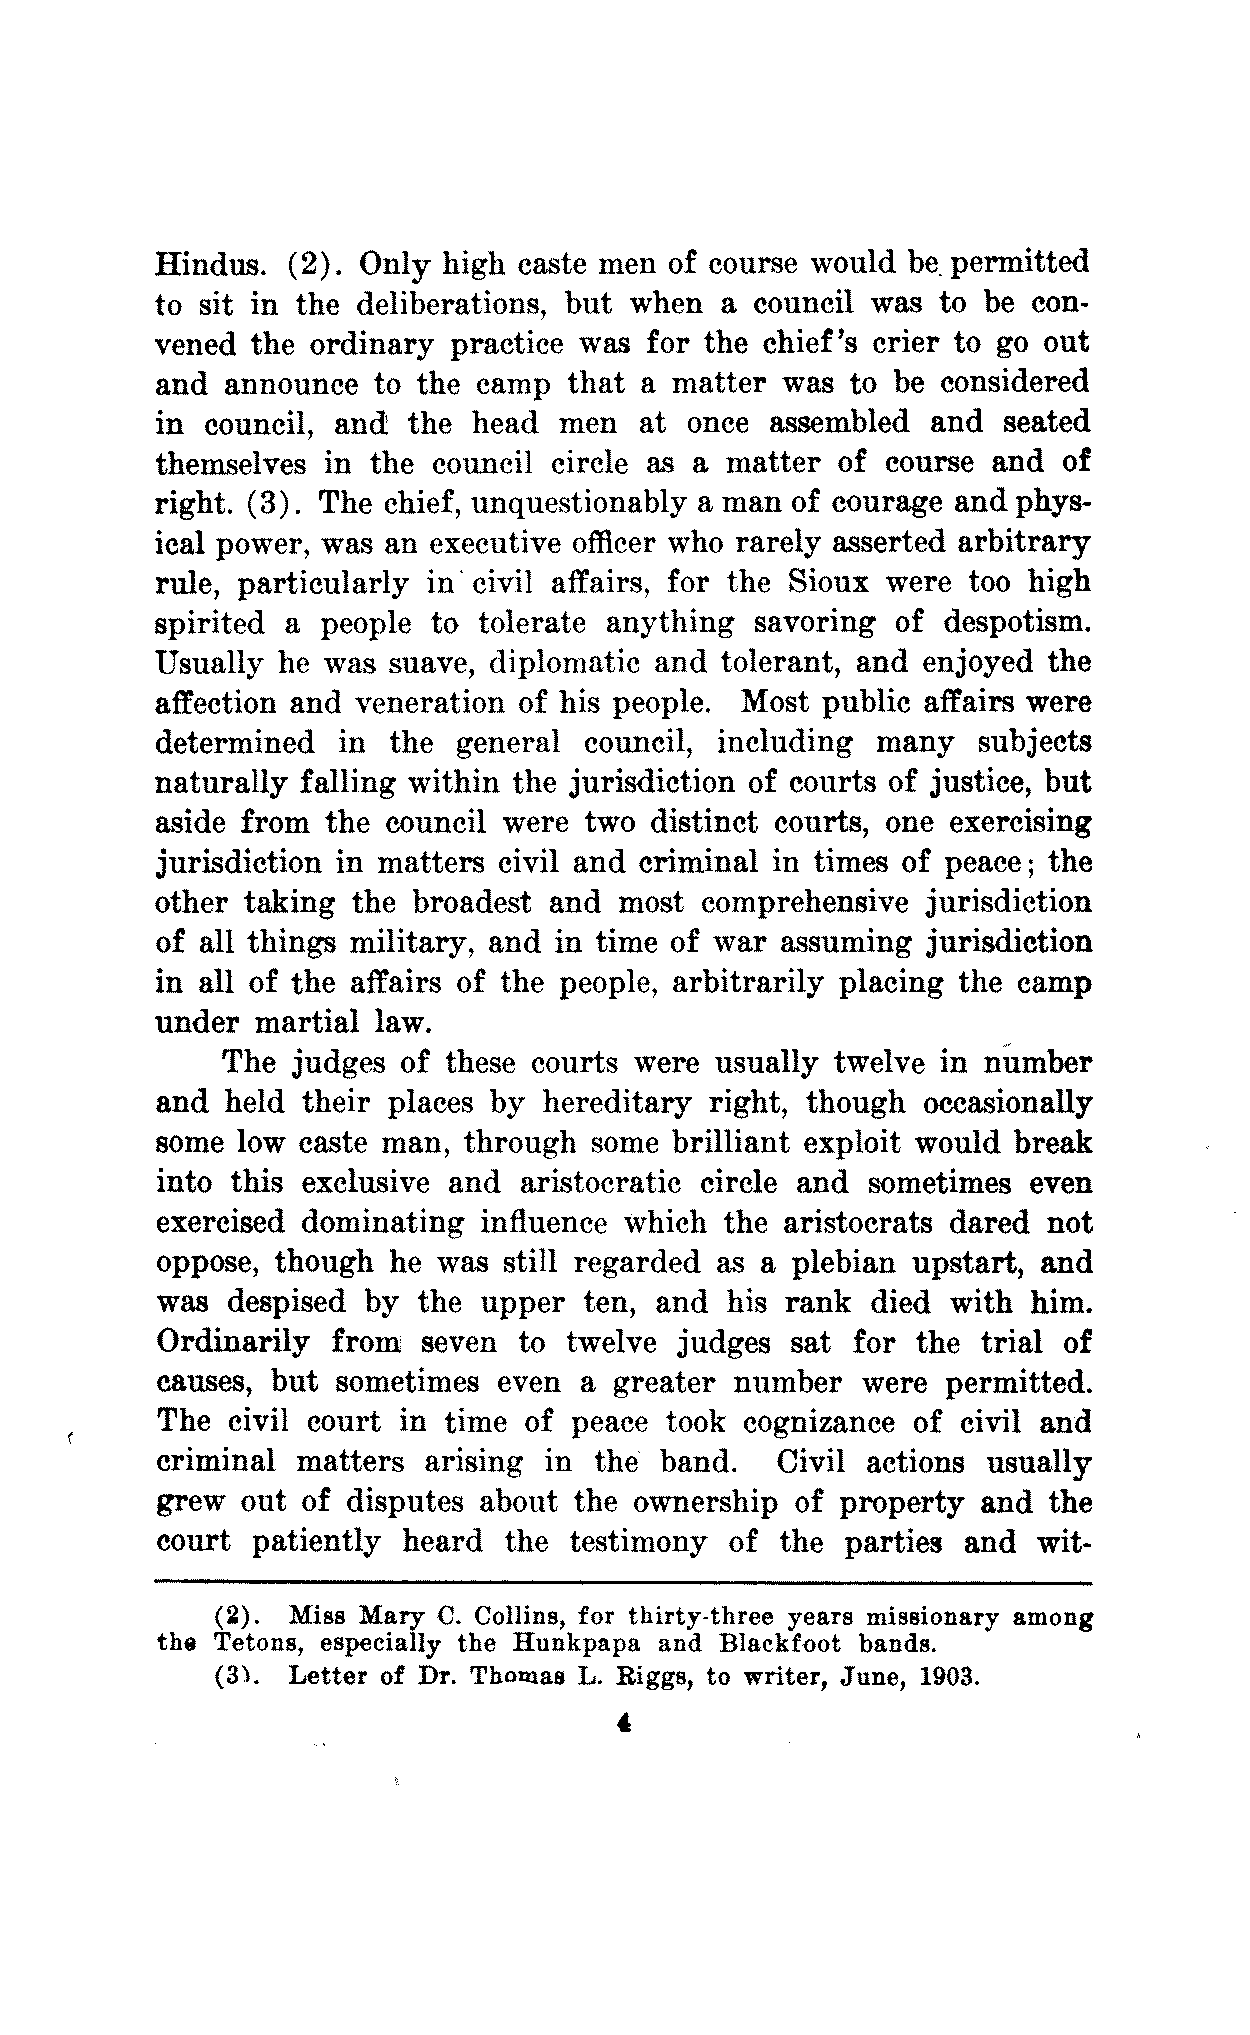 Hindus. (2). Only high caste men of course would be permitted
to sit in the deliberations, but when a council was to be con-
vened the ordinary practice was for the chief's crier to go out
and announce to the camp that a matter was to be considered
in council, and the head men at once assembled and seated
themselves in the council circle as a matter of course and of
right. (3). The chief, unquestionably a man of courage and phys-
ical power, was an executive officer who rarely asserted arbitrary
rule, particularly in civil affairs, for the Sioux were too high
spirited a people to tolerate anything savoring of despotism.
Usually he was suave, diplomatic and tolerant, and enjoyed the
affection and veneration of his people. Most public affairs were
determined in the general council, including many subjects
naturally falling within the jurisdiction of courts of justice, but
aside from the council were two distinct courts, one exercising
jurisdiction in matters civil and criminal in times of peace; the
other taking the broadest and most comprehensive jurisdiction
of all things military, and in time of war assuming jurisdiction
in all of the affairs of the people, arbitrarily placing the camp
under martial law.
The judges of these courts were usually twelve in number
and held their places by hereditary right, though occasionally
some low caste man, through some brilliant exploit would break
into this exclusive and aristocratic circle and sometimes even
exercised dominating influence which the aristocrats dared not
oppose, though he was still regarded as a plebian upstart, and
was despised by the upper ten, and his rank died with him.
Ordinarily from seven to twelve judges sat for the trial of
causes, but sometimes even a greater number were permitted.
The civil court in time of peace took cognizance of civil and
criminal matters arising in the band. Civil actions usually
grew out of disputes about the ownership of property and the
court patiently heard the testimony of the parties and wit-
(2). Miss Mary C. Collins, for thirty-three years missionary among
the Tetons, especially the Hunkpapa and Blackfoot bands.
(3). Letter of Dr. Thomas L. Riggs, to writer, June, 1903.
4